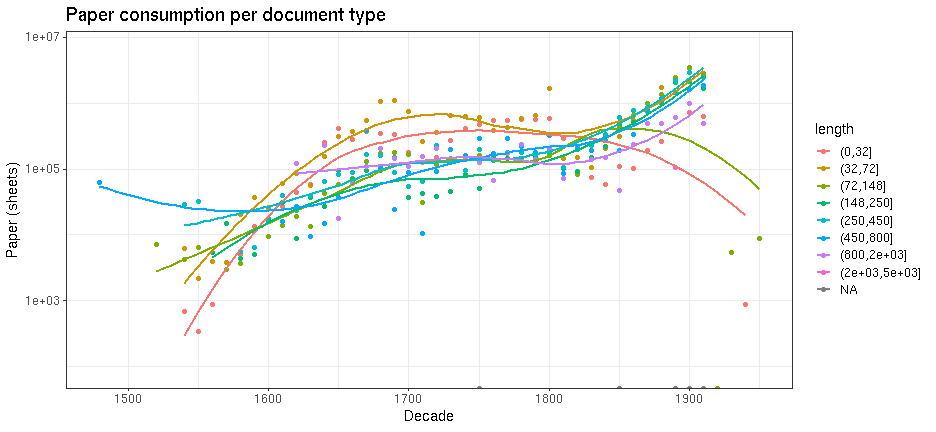 Paper consumption per document type
1e+07
1e+05
1e+03
Paper (sheets)
1500
1600
1700
1800
1900
Decade
length
(0,32]
(32,72]
(72,148]
(148,250]
(250,450]
(450,800]
(800,2e+03]
(2e+03,5e+03]
NA